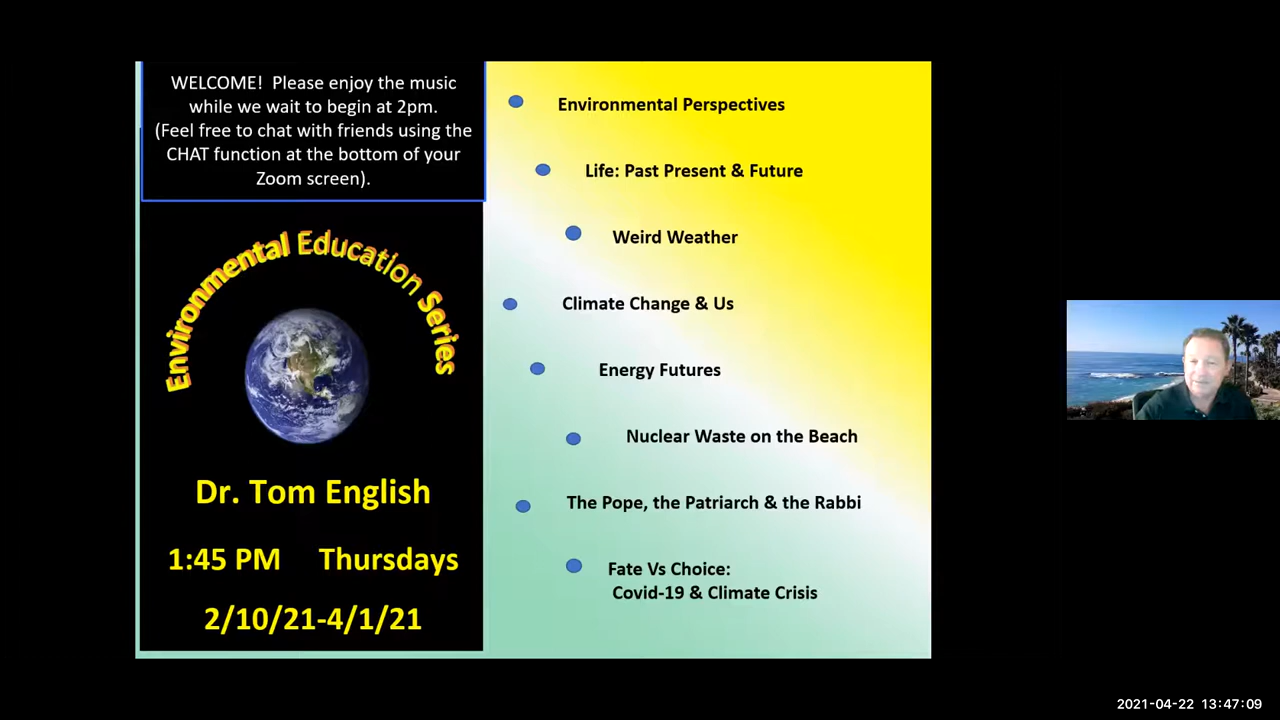 WELCOME!  Please enjoy the music
while we wait to begin at 2pm.
(Feel free to chat with friends using the
CHAT function at the bottom of your
Zoom screen).
Environmental Education Series
Dr. Tom English
1:45 PM    Thursdays
2/10/21-4/1/21
Environmental Perspectives
Life: Past Present & Future
Weird Weather
Climate Change & Us
Energy Futures
Nuclear Waste on the Beach
The Pope, the Patriarch & the Rabbi
Fate Vs Choice:
Covid-19 & Climate Crisis
2021-04-22 13:47:09